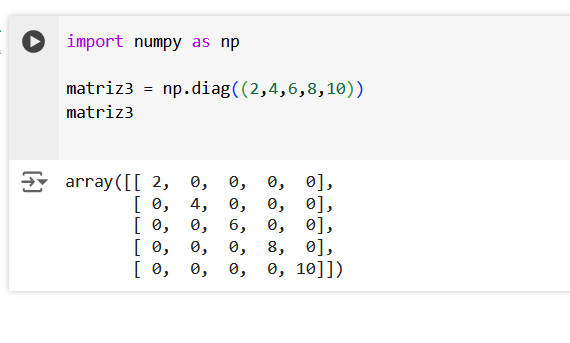 import numpy as np
matriz3 = np.diag((2,4,6,8,10))
matriz3
array([[ 2,  0,  0,  0,  0],
       [ 0,  4,  0,  0,  0],
       [ 0,  0,  6,  0,  0],
       [ 0,  0,  0,  8,  0],
       [ 0,  0,  0,  0, 10]])